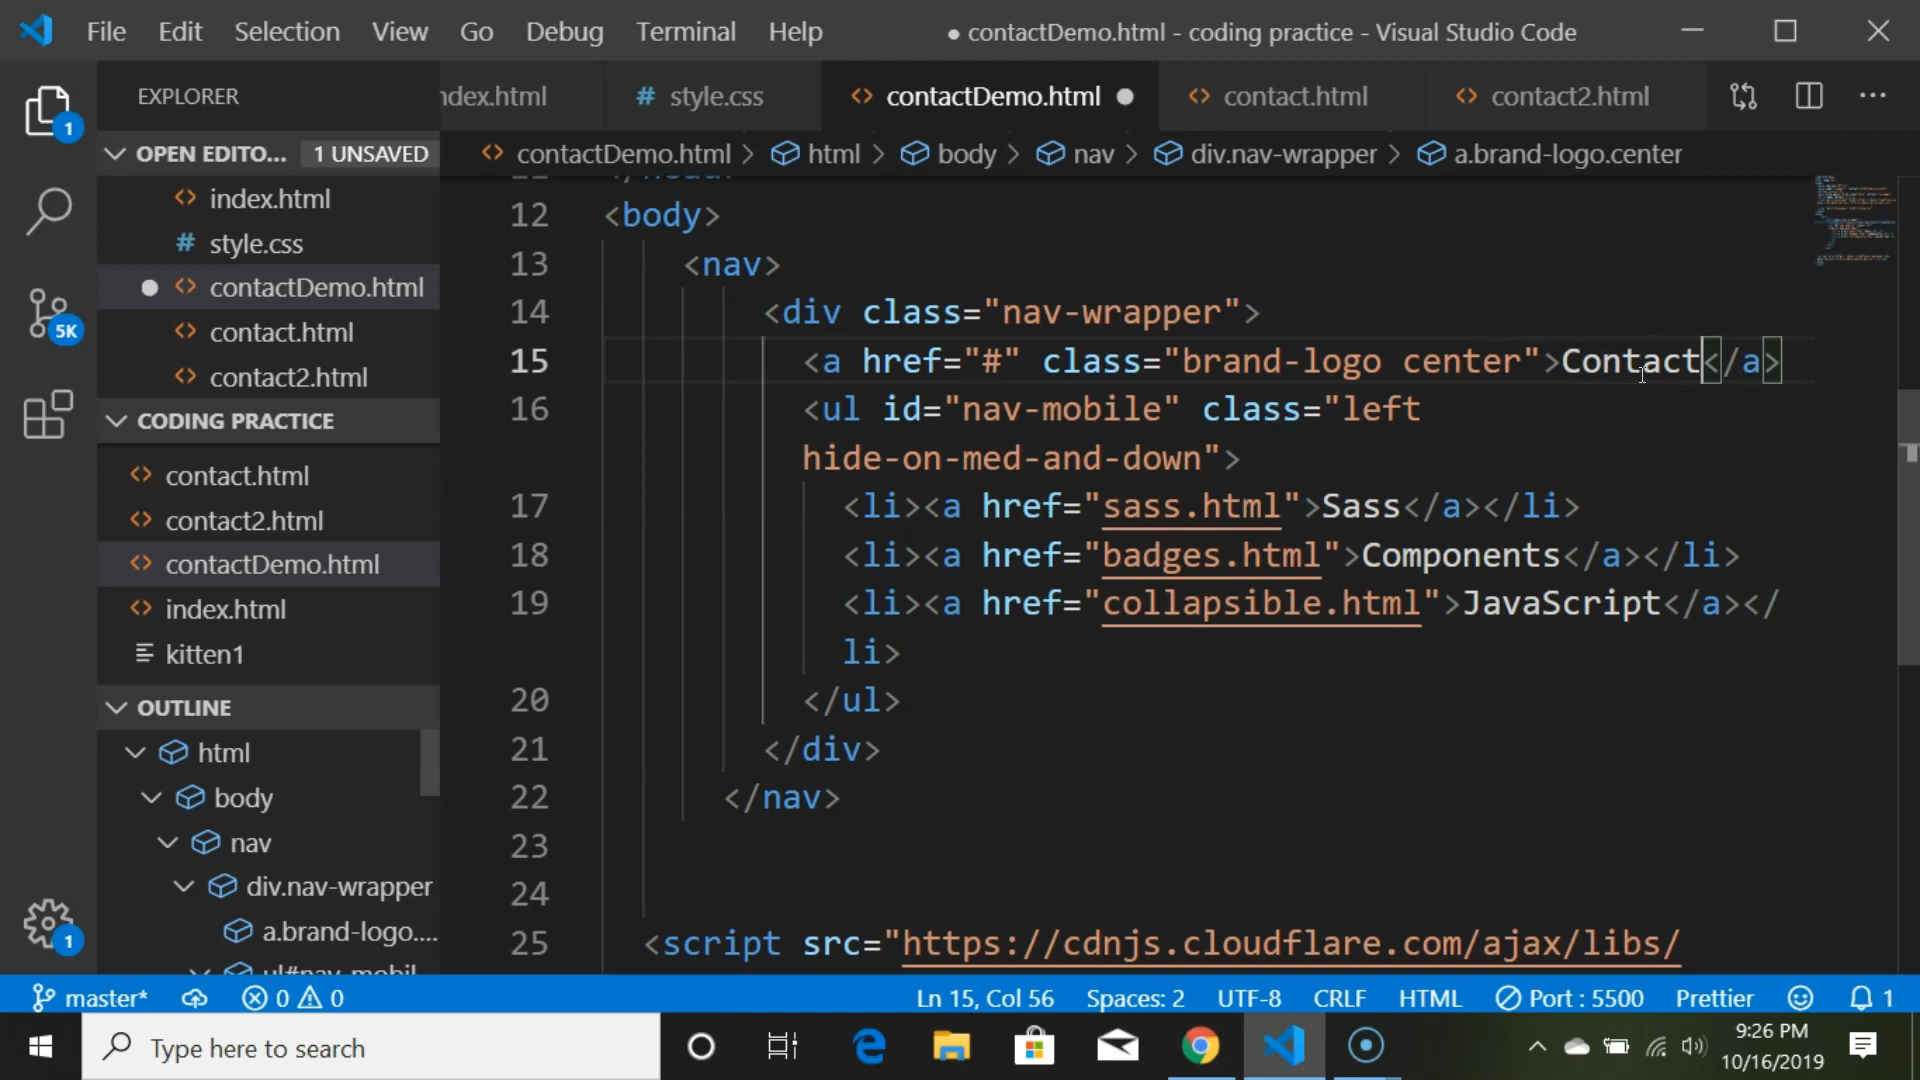 File Edit Selection View Go Debug Terminal Help
● contactDemo.html - coding practice - Visual Studio Code
EXPLORER
1
OPEN EDITO... 1 UNSAVED
index.html
# style.css
contactDemo.html
contact.html
contact2.html
CODING PRACTICE
contact.html
contact2.html
contactDemo.html
index.html
kitten1
OUTLINE
html
body
nav
div.nav-wrapper
a.brand-logo....
5K
1
ndex.html # style.css <> contactDemo.html ● <> contact.html <> contact2.html ...
<> contactDemo.html > html > body > nav > div.nav-wrapper > a.brand-logo.center
12 <body>
13 <nav>
14 <div class="nav-wrapper">
15 <a href="#" class="brand-logo center">Contact</a>
16 <ul id="nav-mobile" class="left
hide-on-med-and-down">
17 <li><a href="sass.html">Sass</a></li>
18 <li><a href="badges.html">Components</a></li>
19 <li><a href="collapsible.html">JavaScript</a></
li>
20 </ul>
21 </div>
22 </nav>
23
24
25 <script src="https://cdnjs.cloudflare.com/ajax/libs/
master* 0 0 Ln 15, Col 56 Spaces: 2 UTF-8 CRLF HTML Port : 5500 Prettier 1
Type here to search
9:26 PM
10/16/2019